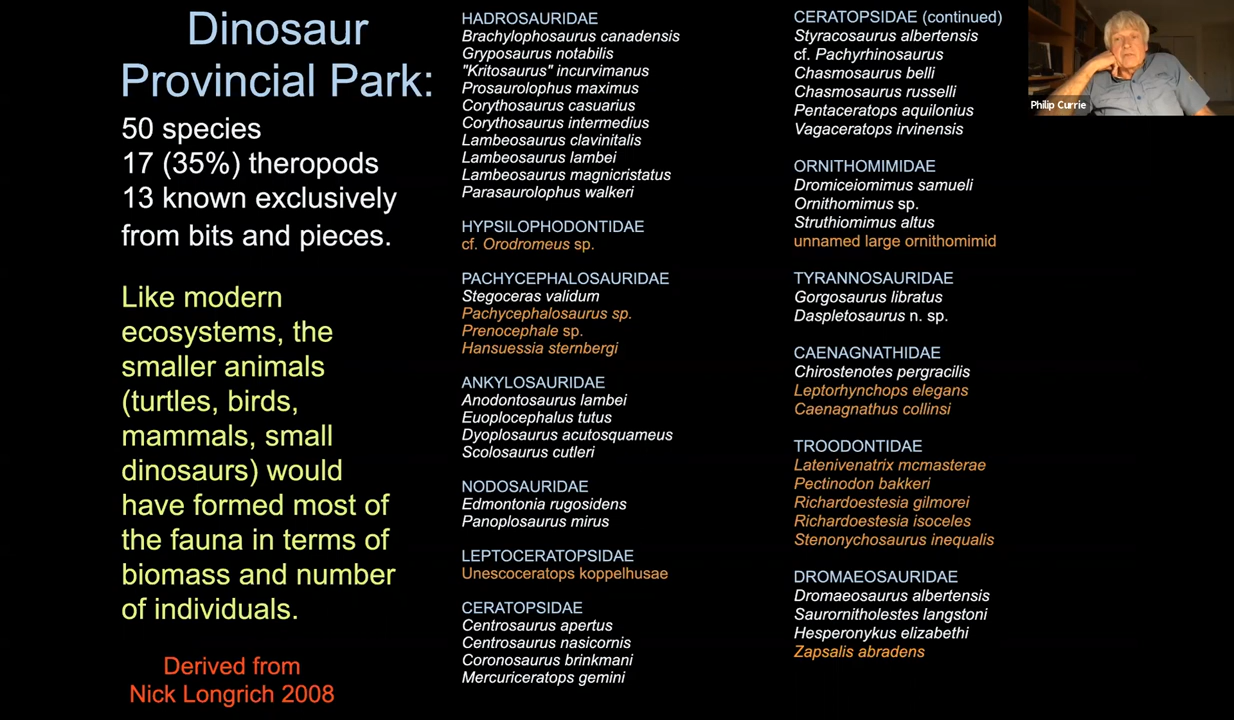 Dinosaur
Provincial Park:
50 species
17 (35%) theropods
13 known exclusively
from bits and pieces.
Like modern
ecosystems, the
smaller animals
(turtles, birds,
mammals, small
dinosaurs) would
have formed most of
the fauna in terms of
biomass and number
of individuals.
Derived from
Nick Longrich 2008
HADROSAURIDAE
Brachylophosaurus canadensis
Gryposaurus notabilis
"Kritosaurus" incurvimanus
Prosaurolophus maximus
Corythosaurus casuarius
Corythosaurus intermedius
Lambeosaurus clavinitalis
Lambeosaurus lambei
Lambeosaurus magnicristatus
Parasaurolophus walkeri
HYPSILOPHODONTIDAE
cf. Orodromeus sp.
PACHYCEPHALOSAURIDAE
Stegoceras validum
Pachycephalosaurus sp.
Prenocephale sp.
Hansuessia sternbergi
ANKYLOSAURIDAE
Anodontosaurus lambei
Euoplocephalus tutus
Dyoplosaurus acutosquameus
Scolosaurus cutleri
NODOSAURIDAE
Edmontonia rugosidens
Panoplosaurus mirus
LEPTOCERATOPSIDAE
Unescoceratops koppelhusae
CERATOPSIDAE
Centrosaurus apertus
Centrosaurus nasicornis
Coronosaurus brinkmani
Mercuriceratops gemini
CERATOPSIDAE (continued)
Styracosaurus albertensis
cf. Pachyrhinosaurus
Chasmosaurus belli
Chasmosaurus russelli
Pentaceratops aquilonius
Vagaceratops irvinensis
ORNITHOMIMIDAE
Dromiceiomimus samueli
Ornithomimus sp.
Struthiomimus altus
unnamed large ornithomimid
TYRANNOSAURIDAE
Gorgosaurus libratus
Daspletosaurus n. sp.
CAENAGNATHIDAE
Chirostenotes pergracilis
Leptorhynchops elegans
Caenagnathus collinsi
TROODONTIDAE
Latenivenatrix mcmasterae
Pectinodon bakkeri
Richardoestesia gilmorei
Richardoestesia isoceles
Stenonychosaurus inequalis
DROMAEOSAURIDAE
Dromaeosaurus albertensis
Saurornitholestes langstoni
Hesperonykus elizabethi
Zapsalis abradens
Philip Currie